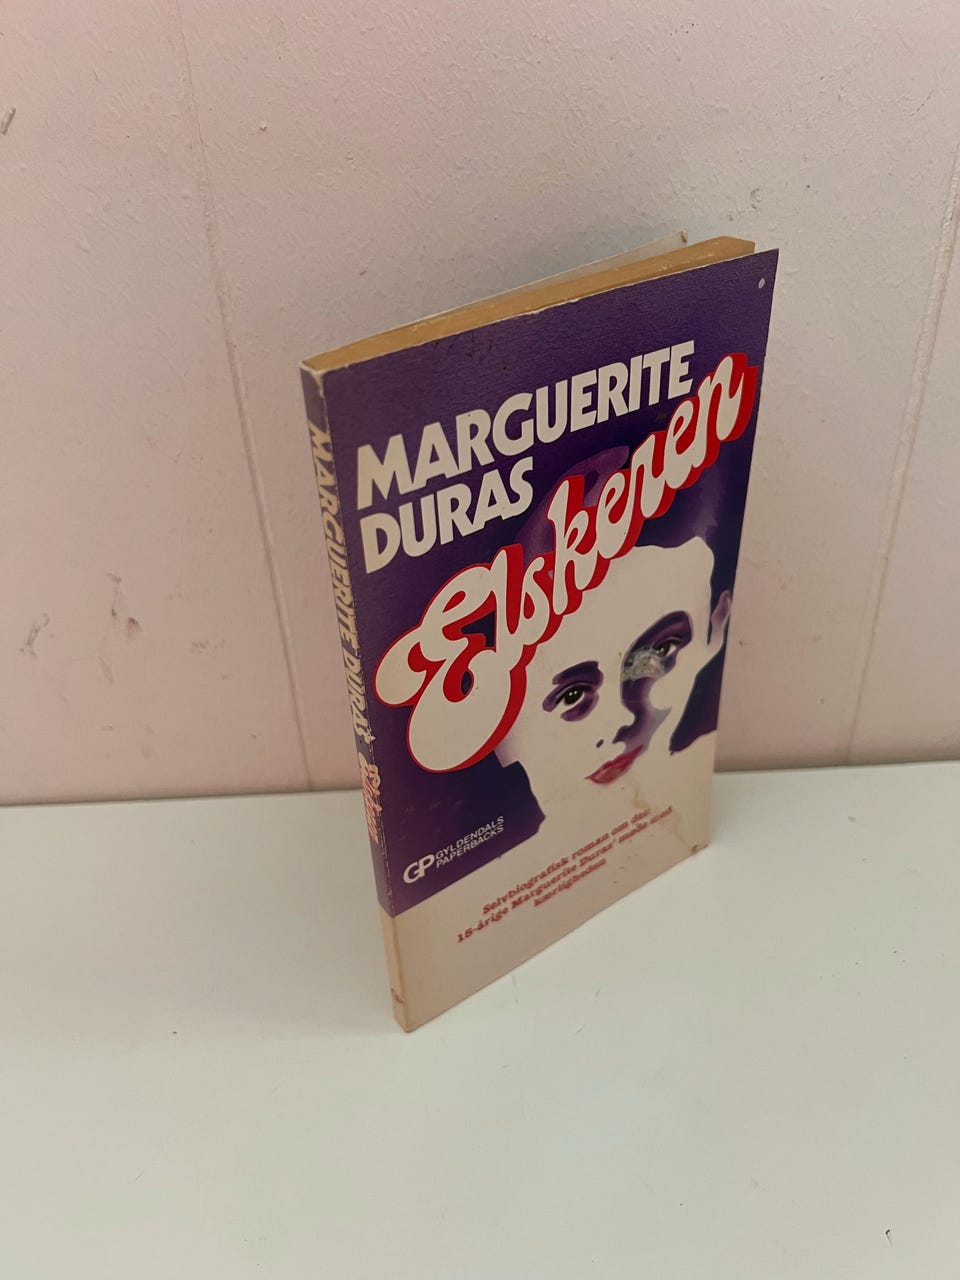 MARGUERITE
DURAS
Elskeren
GP GYLDENDALS
PAPERBACKS
Selvbiografisk roman om den
15-årige Marguerite Duras' møde med
kærligheden
MARGUERITE DURAS Elskeren